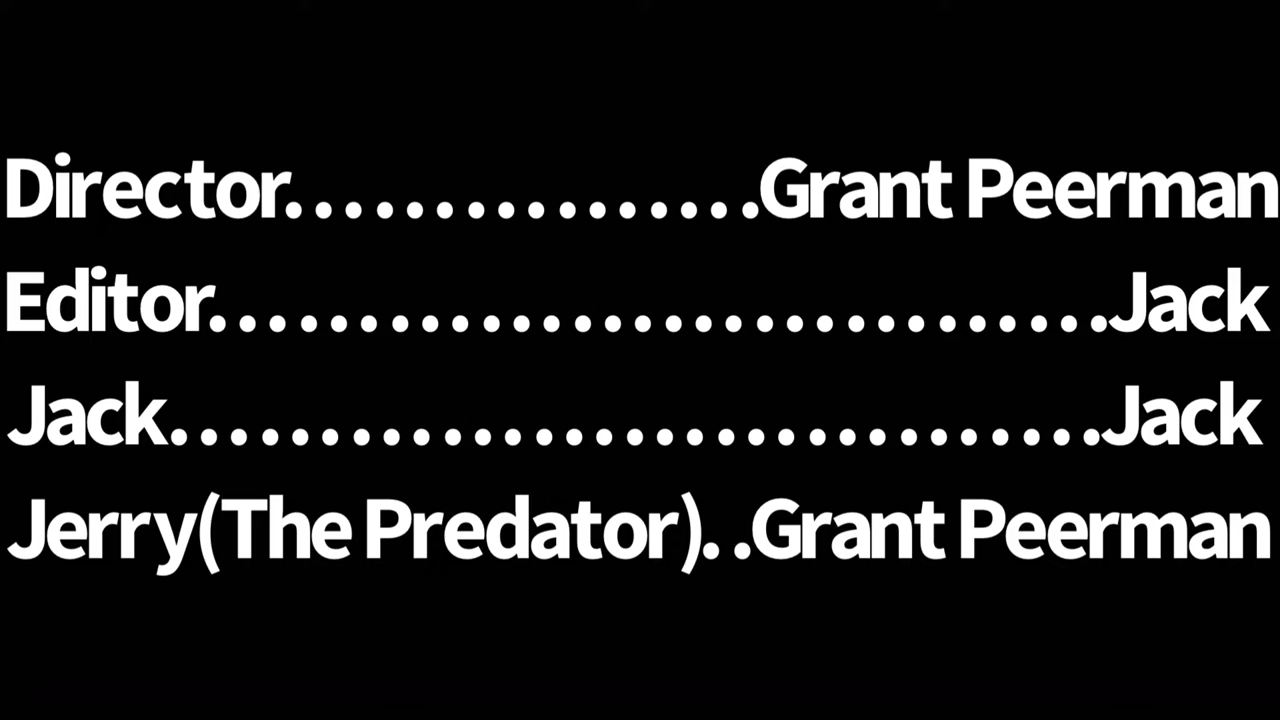 Director................Grant Peerman
Editor..............................Jack
Jack...............................Jack
Jerry(The Predator)..Grant Peerman